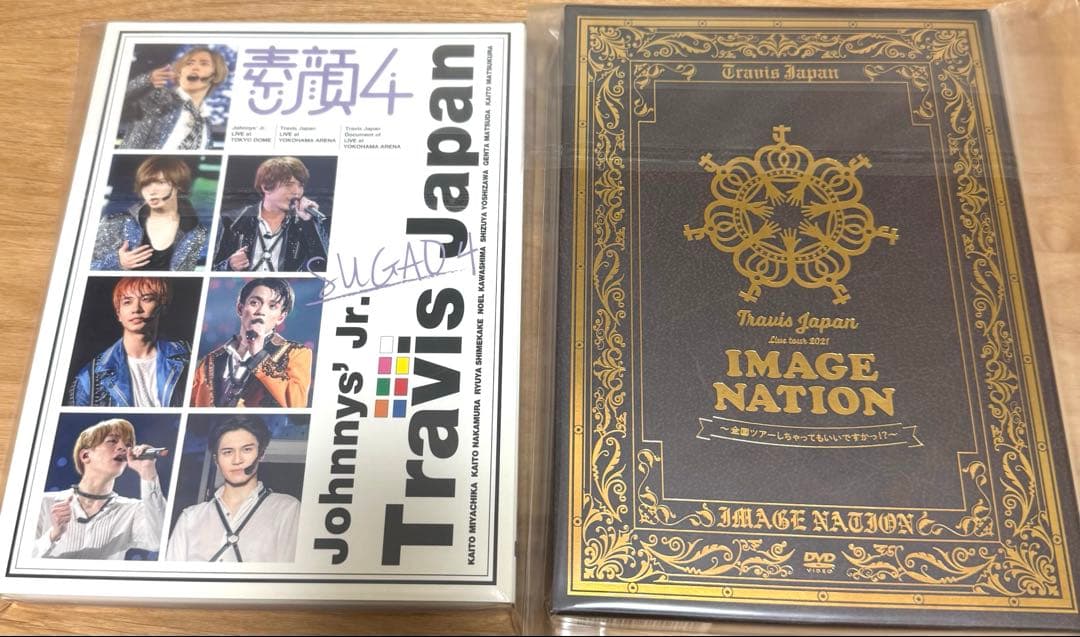 素顔4
Johnnys' Jr.
LIVE at
TOKYO DOME
Travis Japan
LIVE at
YOKOHAMA ARENA
Travis Japan
Document of
LIVE at
YOKOHAMA ARENA
SUGAO4
Johnnys' Jr.
Travis Japan
KAITO MIYACHIKA KAITO NAKAMURA RYUYA SHIMEKAKE NOEL KAWASHIMA SHIZUYA YOSHIZAWA GENTA MATSUDA KAITO MATSUKURA
Travis Japan
Travis Japan
Live tour 2021
IMAGE
NATION
〜全国ツアーしちゃってもいいですかっ!?〜
IMAGE NATION
DVD
VIDEO